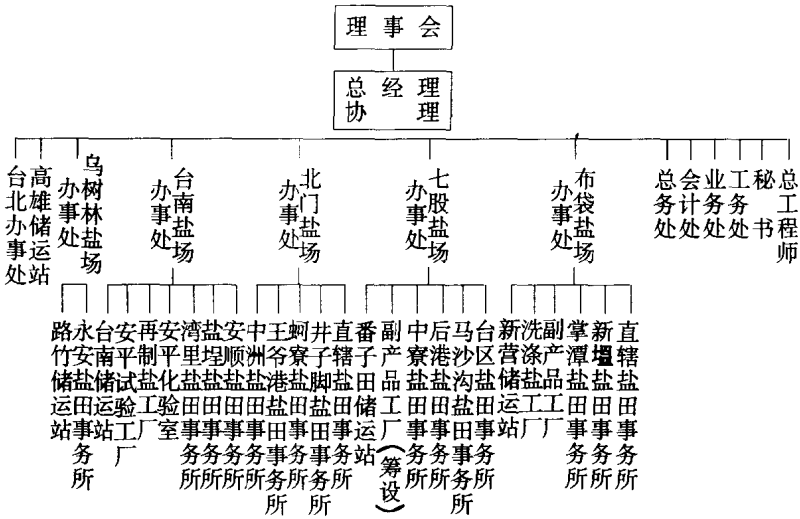 理事会
总经理
协理
总工程师
秘书
工务处
业务处
会计处
总务处
布袋盐场
办事处
七股盐场
办事处
北门盐场
办事处
台南盐场
办事处
乌树林盐场
办事处
高雄储运站
台北办事处
直辖盐田事务所
新塭盐田事务所
掌潭盐田事务所
副产品工厂
洗涤盐工厂
新营储运站
台区盐田事务所
马沙沟盐田事务所
后港盐田事务所
中寮盐田事务所
副产品工厂(筹设)
番子田储运站
直辖盐田事务所
井子脚盐田事务所
蚵寮盐田事务所
王爷港盐田事务所
中洲盐田事务所
安顺盐田事务所
盐埕盐田事务所
湾里盐田事务所
安平化验室
再制盐工厂
安平试验工厂
台南储运站
永安盐田事务所
路竹储运站